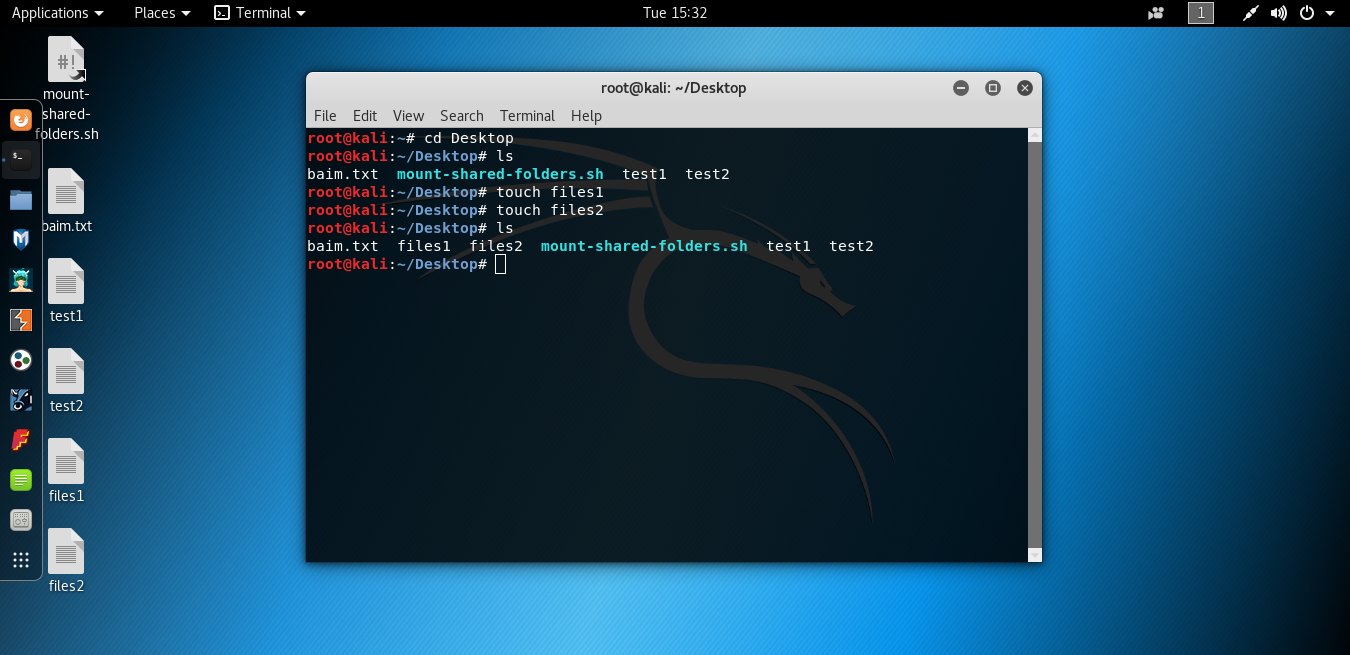 Applications Places Terminal Tue 15:32 1
#!
mount-
shared-
folders.sh
baim.txt
test1
test2
files1
files2
root@kali: ~/Desktop
File Edit View Search Terminal Help
root@kali:~# cd Desktop
root@kali:~/Desktop# ls
baim.txt  mount-shared-folders.sh  test1  test2
root@kali:~/Desktop# touch files1
root@kali:~/Desktop# touch files2
root@kali:~/Desktop# ls
baim.txt  files1  files2  mount-shared-folders.sh  test1  test2
root@kali:~/Desktop#